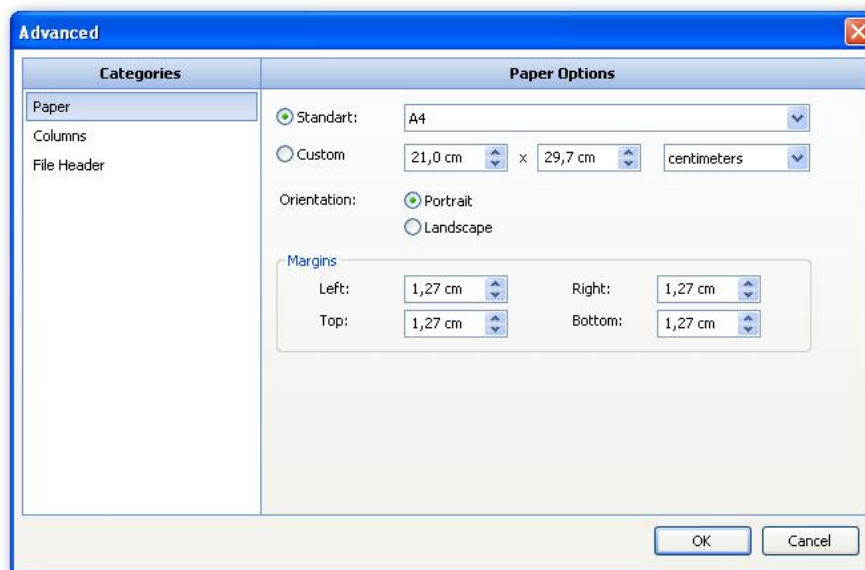 Advanced
Categories
Paper Options
Paper
Columns
File Header
Standart: A4
Custom 21,0 cm x 29,7 cm centimeters
Orientation: Portrait
Landscape
Margins
Left: 1,27 cm Right: 1,27 cm
Top: 1,27 cm Bottom: 1,27 cm
OK Cancel